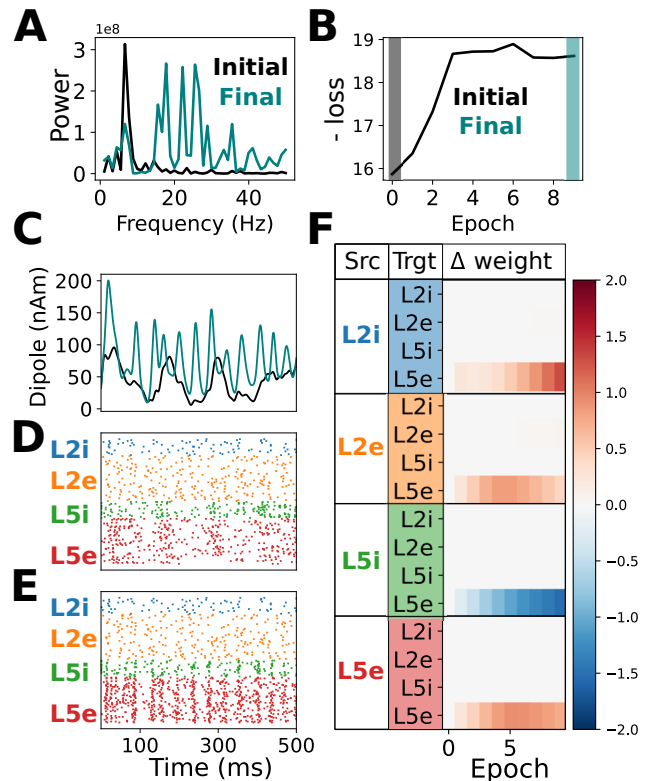 A
1e8
3
2
1
0
Power
Initial
Final
0
20
40
Frequency (Hz)
B
19
18
17
16
- loss
Initial
Final
0
2
4
6
8
Epoch
C
200
150
100
50
0
Dipole (nAm)
D
L2i
L2e
L5i
L5e
E
L2i
L2e
L5i
L5e
100
300
500
Time (ms)
F
Src
Trgt
Δ weight
L2i
L2i
L2e
L5i
L5e
L2e
L2i
L2e
L5i
L5e
L5i
L2i
L2e
L5i
L5e
L5e
L2i
L2e
L5i
L5e
0
5
Epoch
2.0
1.5
1.0
0.5
0.0
−0.5
−1.0
−1.5
−2.0